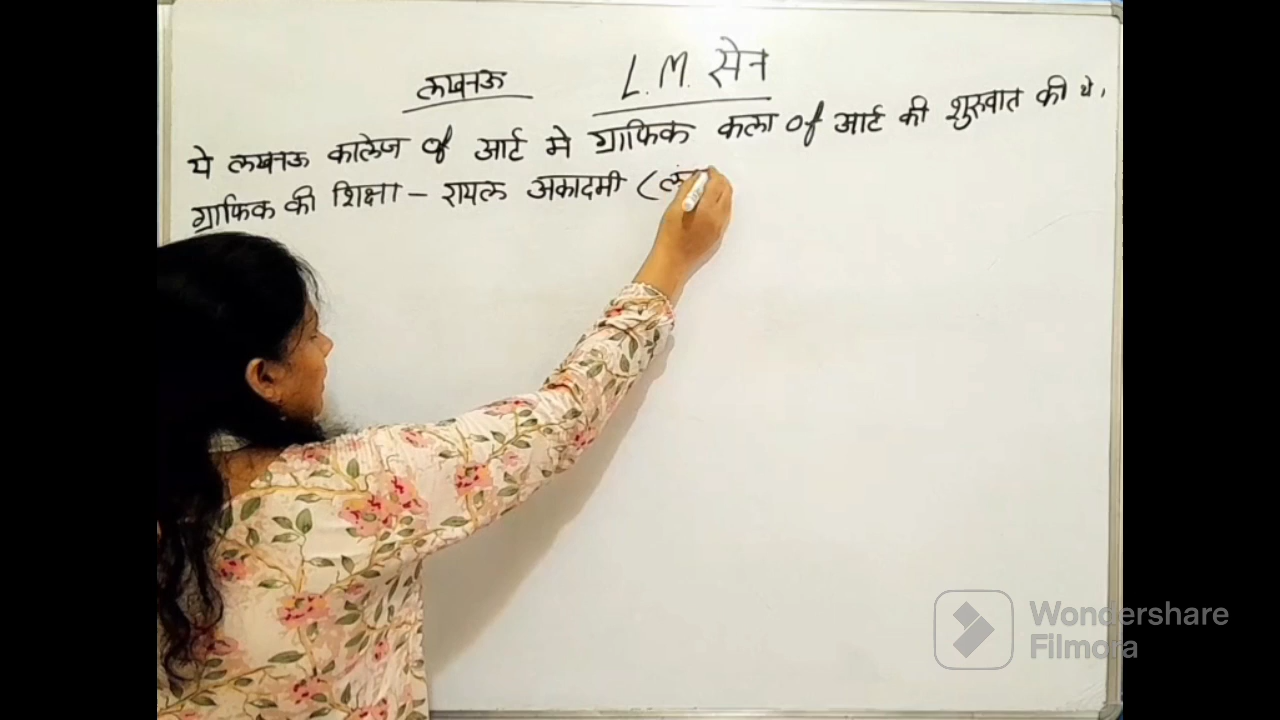 लखनऊ L.M. सेन
ये लखनऊ कालेज of आर्ट मे ग्राफिक कला of आर्ट की शुरुवात की थे,
ग्राफिक की शिक्षा – रायल अकादमी (
Wondershare
Filmora